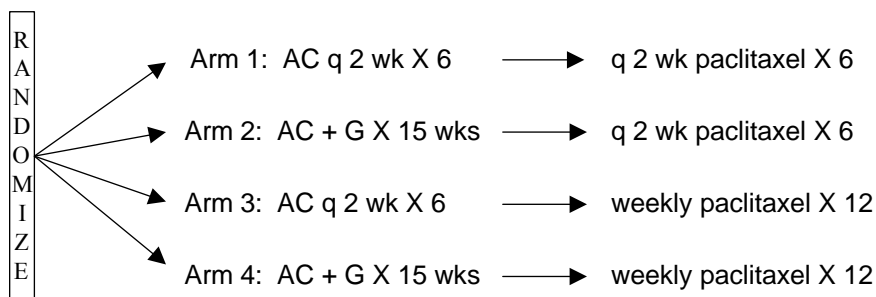 RANDOMIZE
Arm 1: AC q 2 wk X 6 q 2 wk paclitaxel X 6
Arm 2: AC + G X 15 wks q 2 wk paclitaxel X 6
Arm 3: AC q 2 wk X 6 weekly paclitaxel X 12
Arm 4: AC + G X 15 wks weekly paclitaxel X 12